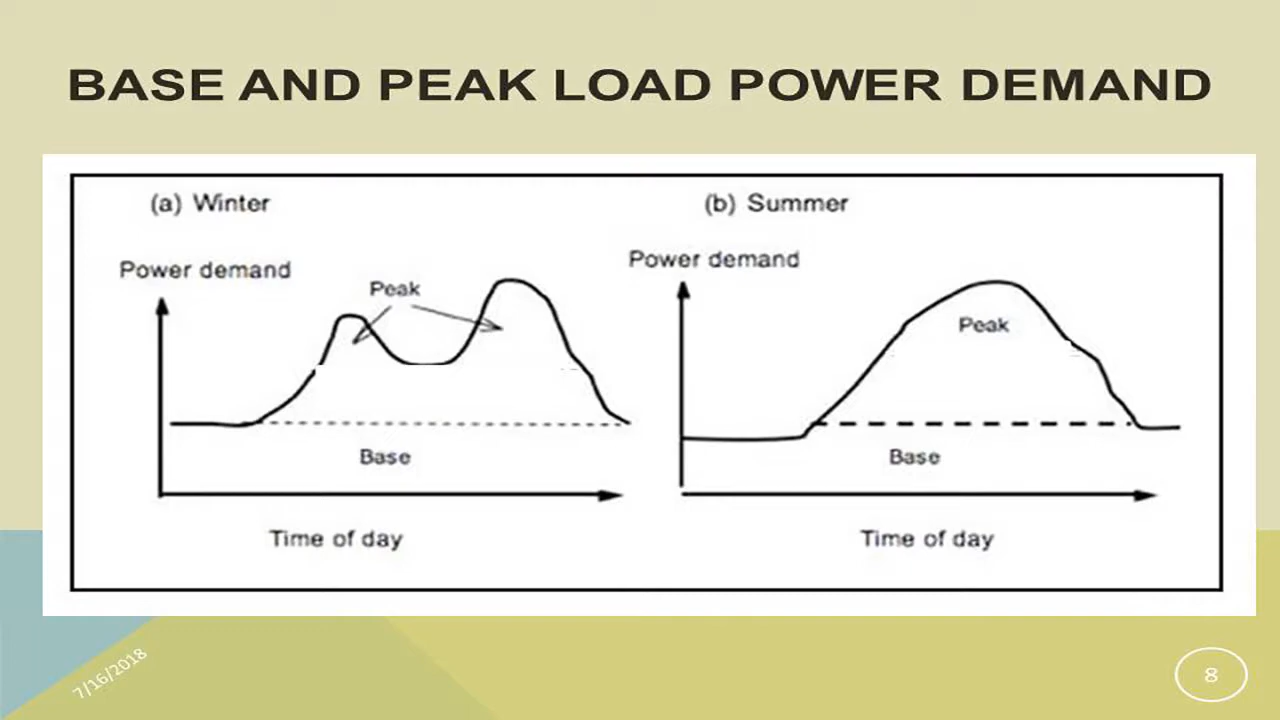 BASE AND PEAK LOAD POWER DEMAND
(a) Winter
Power demand
Peak
Base
Time of day
(b) Summer
Power demand
Peak
Base
Time of day
7/16/2018
8